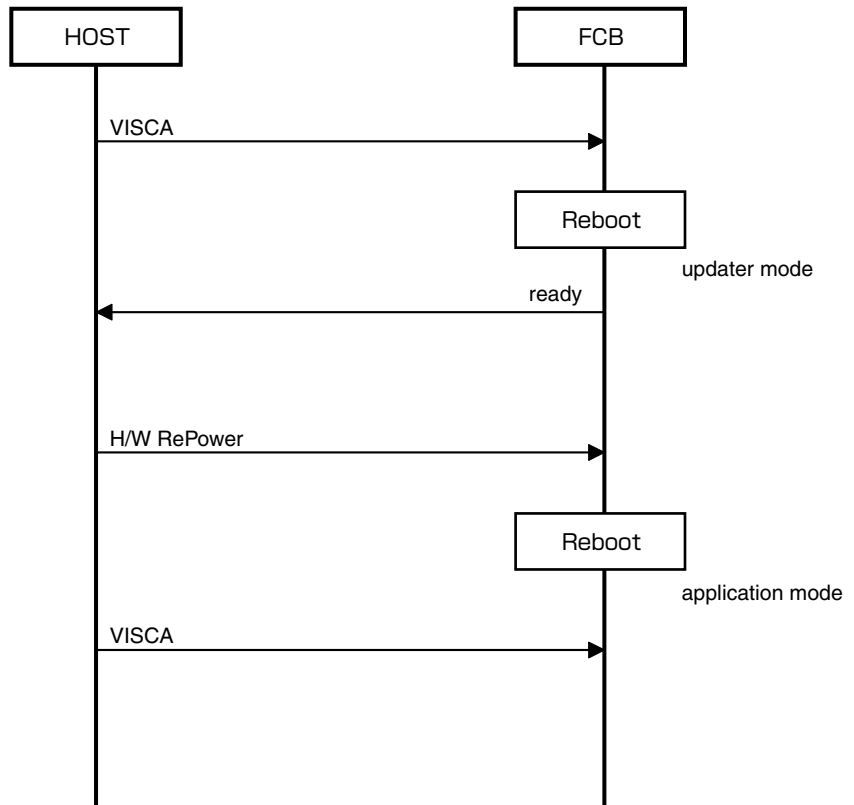 HOST
FCB
VISCA
Reboot
updater mode
ready
H/W RePower
Reboot
application mode
VISCA